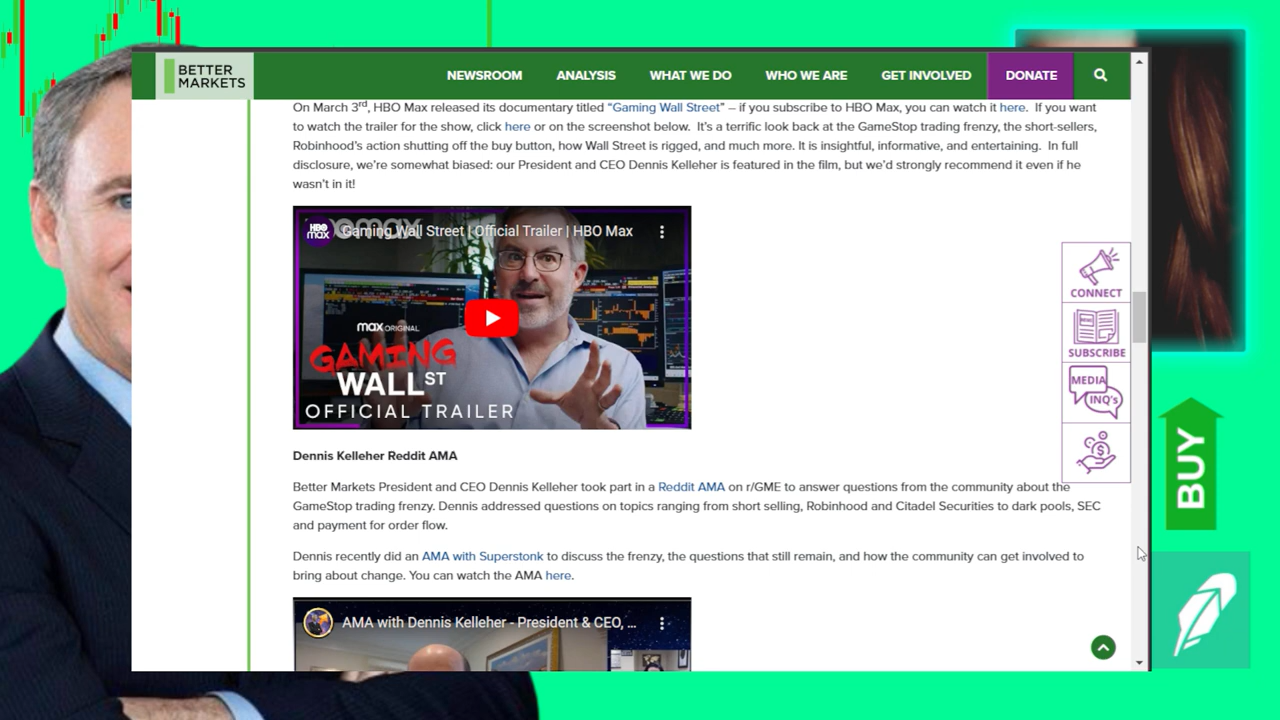 BETTER
MARKETS
NEWSROOM
ANALYSIS
WHAT WE DO
WHO WE ARE
GET INVOLVED
DONATE
On March 3rd, HBO Max released its documentary titled “Gaming Wall Street” – if you subscribe to HBO Max, you can watch it here. If you want
to watch the trailer for the show, click here or on the screenshot below. It’s a terrific look back at the GameStop trading frenzy, the short-sellers,
Robinhood’s action shutting off the buy button, how Wall Street is rigged, and much more. It is insightful, informative, and entertaining. In full
disclosure, we’re somewhat biased: our President and CEO Dennis Kelleher is featured in the film, but we’d strongly recommend it even if he
wasn’t in it!
HBO
max
Gaming Wall Street | Official Trailer | HBO Max
max ORIGINAL
GAMING
WALL ST
OFFICIAL TRAILER
CONNECT
NEWS
SUBSCRIBE
MEDIA
INQ's
BUY
Dennis Kelleher Reddit AMA
Better Markets President and CEO Dennis Kelleher took part in a Reddit AMA on r/GME to answer questions from the community about the
GameStop trading frenzy. Dennis addressed questions on topics ranging from short selling, Robinhood and Citadel Securities to dark pools, SEC
and payment for order flow.
Dennis recently did an AMA with Superstonk to discuss the frenzy, the questions that still remain, and how the community can get involved to
bring about change. You can watch the AMA here.
AMA with Dennis Kelleher - President & CEO, ...